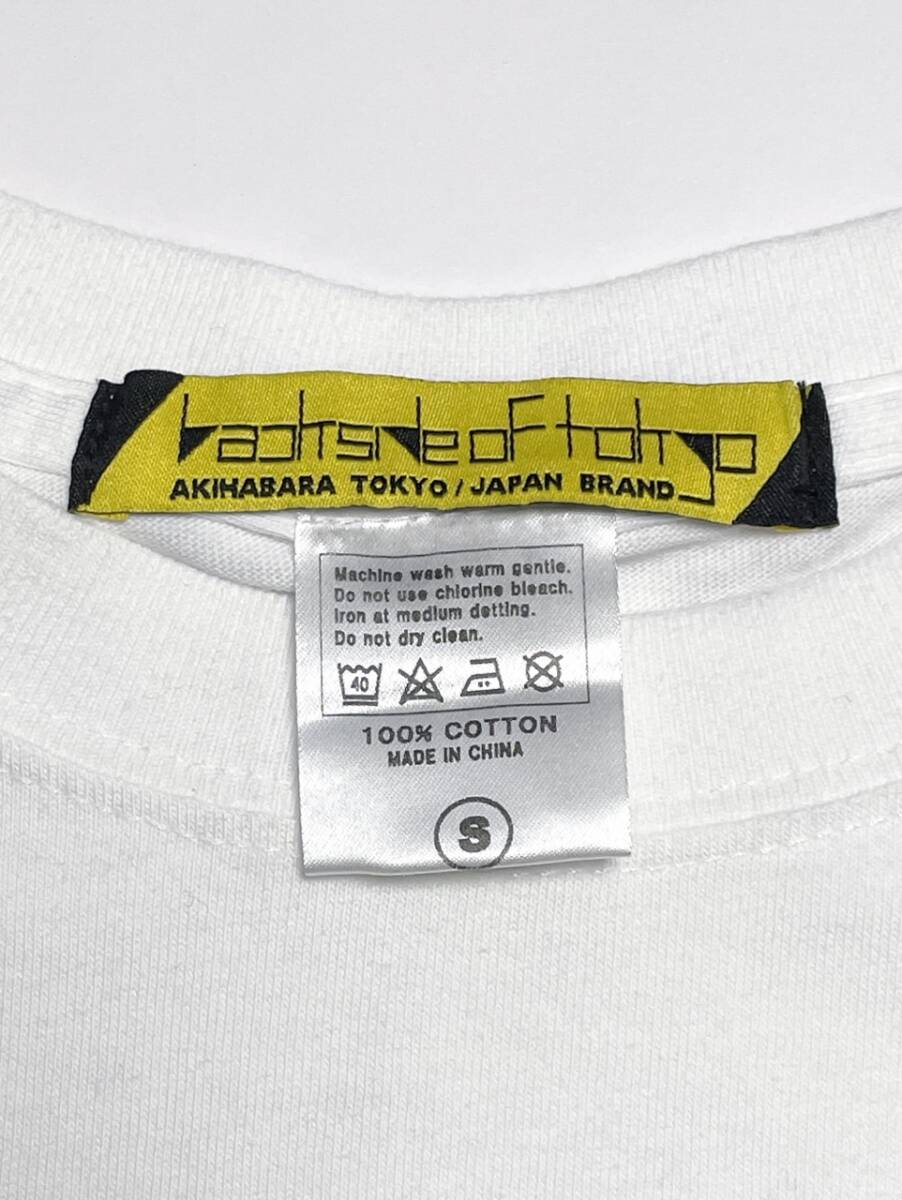 backside of tokyo
AKIHABARA TOKYO / JAPAN BRAND
Machine wash warm gentle.
Do not use chlorine bleach.
Iron at medium detting.
Do not dry clean.
40
100% COTTON
MADE IN CHINA
S